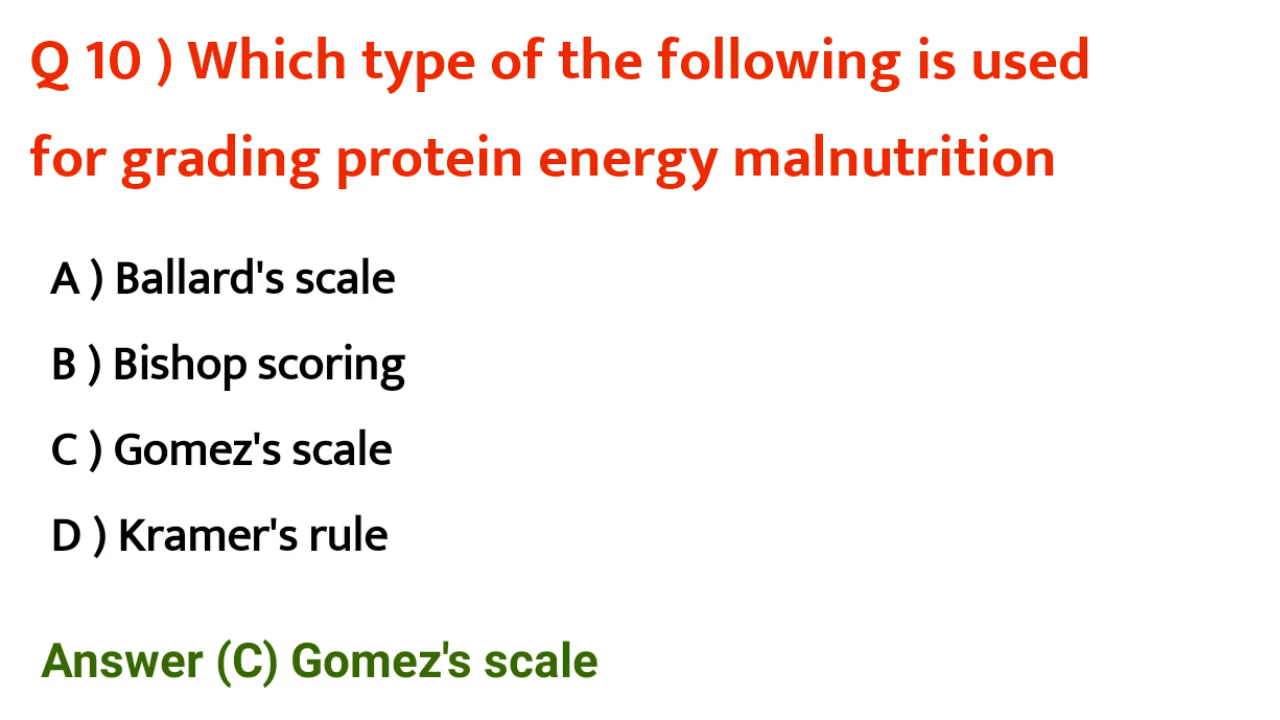 Q 10 ) Which type of the following is used
for grading protein energy malnutrition
A ) Ballard's scale
B ) Bishop scoring
C ) Gomez's scale
D ) Kramer's rule
Answer (C) Gomez's scale